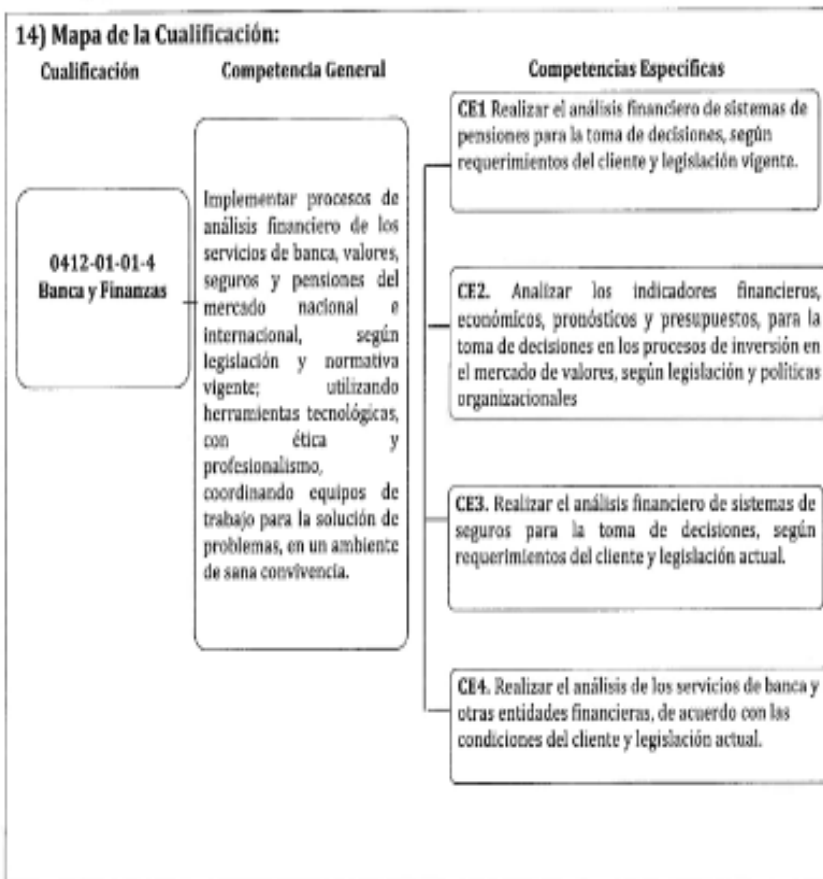 14) Mapa de la Cualificación:
Cualificación
Competencia General
Competencias Específicas
0412-01-01-4
Banca y Finanzas
Implementar procesos de
análisis financiero de los
servicios de banca, valores,
seguros y pensiones del
mercado nacional e
internacional, según
legislación y normativa
vigente; utilizando
herramientas tecnológicas,
con ética y
profesionalismo,
coordinando equipos de
trabajo para la solución de
problemas, en un ambiente
de sana convivencia.
CE1 Realizar el análisis financiero de sistemas de
pensiones para la toma de decisiones, según
requerimientos del cliente y legislación vigente.
CE2. Analizar los indicadores financieros,
económicos, pronósticos y presupuestos, para la
toma de decisiones en los procesos de inversión en
el mercado de valores, según legislación y políticas
organizacionales
CE3. Realizar el análisis financiero de sistemas de
seguros para la toma de decisiones, según
requerimientos del cliente y legislación actual.
CE4. Realizar el análisis de los servicios de banca y
otras entidades financieras, de acuerdo con las
condiciones del cliente y legislación actual.